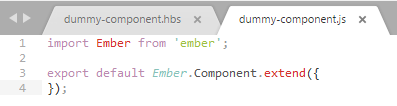 dummy-component.hbs × dummy-component.js ×
1 import Ember from 'ember';
2
3 export default Ember.Component.extend({
4 });